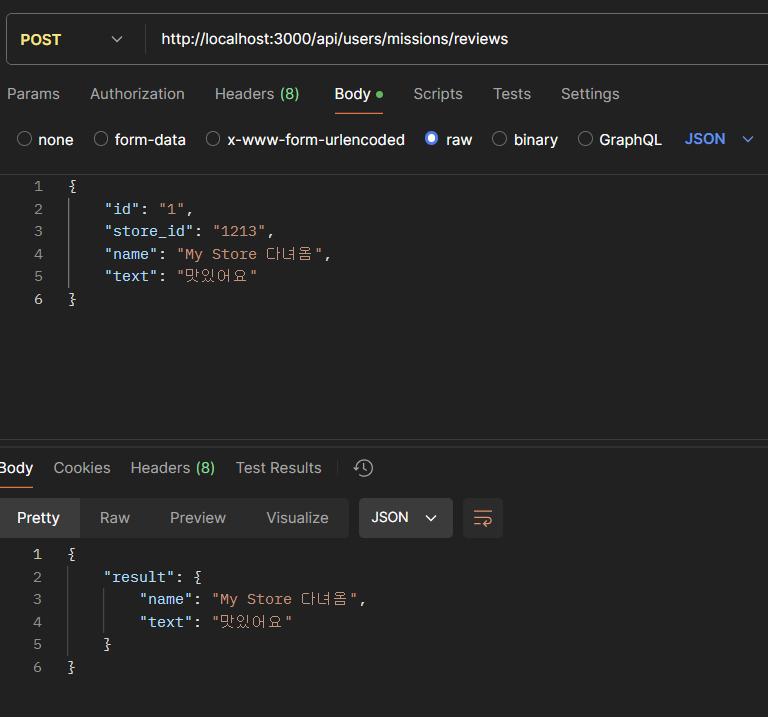 POST http://localhost:3000/api/users/missions/reviews
Params Authorization Headers (8) Body Scripts Tests Settings
none form-data x-www-form-urlencoded raw binary GraphQL JSON
1 {
2 "id": "1",
3 "store_id": "1213",
4 "name": "My Store 다녀옴",
5 "text": "맛있어요"
6 }
Body Cookies Headers (8) Test Results
Pretty Raw Preview Visualize JSON
1 {
2 "result": {
3 "name": "My Store 다녀옴",
4 "text": "맛있어요"
5 }
6 }